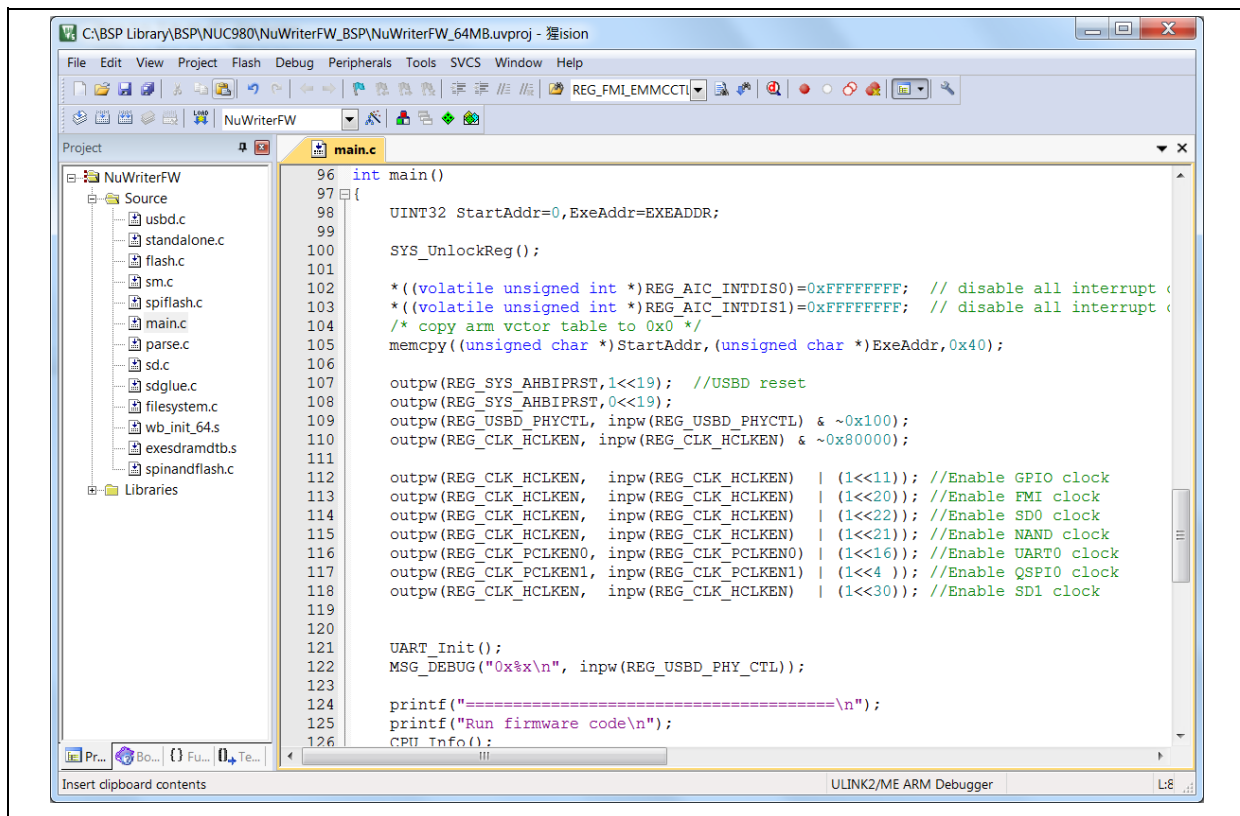 C:\BSP Library\BSP\NUC980\NuWriterFW_BSP\NuWriterFW_64MB.uvproj - 猩ision
File Edit View Project Flash Debug Peripherals Tools SVCS Window Help
REG_FMI_EMMCCTL
LOAD NuWriterFW
Project
main.c
NuWriterFW
Source
usbd.c
standalone.c
flash.c
sm.c
spiflash.c
main.c
parse.c
sd.c
sdglue.c
filesystem.c
wb_init_64.s
exesdramdtb.s
spinandflash.c
Libraries
96 int main()
97 {
98 UINT32 StartAddr=0,ExeAddr=EXEADDR;
99
100 SYS_UnlockReg();
101
102 *((volatile unsigned int *)REG_AIC_INTDIS0)=0xFFFFFFFF; // disable all interrupt
103 *((volatile unsigned int *)REG_AIC_INTDIS1)=0xFFFFFFFF; // disable all interrupt
104 /* copy arm vctor table to 0x0 */
105 memcpy((unsigned char *)StartAddr,(unsigned char *)ExeAddr,0x40);
106
107 outpw(REG_SYS_AHBIPRST,1<<19); //USBD reset
108 outpw(REG_SYS_AHBIPRST,0<<19);
109 outpw(REG_USBD_PHYCTL, inpw(REG_USBD_PHYCTL) & ~0x100);
110 outpw(REG_CLK_HCLKEN, inpw(REG_CLK_HCLKEN) & ~0x80000);
111
112 outpw(REG_CLK_HCLKEN, inpw(REG_CLK_HCLKEN) | (1<<11)); //Enable GPIO clock
113 outpw(REG_CLK_HCLKEN, inpw(REG_CLK_HCLKEN) | (1<<20)); //Enable FMI clock
114 outpw(REG_CLK_HCLKEN, inpw(REG_CLK_HCLKEN) | (1<<22)); //Enable SD0 clock
115 outpw(REG_CLK_HCLKEN, inpw(REG_CLK_HCLKEN) | (1<<21)); //Enable NAND clock
116 outpw(REG_CLK_PCLKEN0, inpw(REG_CLK_PCLKEN0) | (1<<16)); //Enable UART0 clock
117 outpw(REG_CLK_PCLKEN1, inpw(REG_CLK_PCLKEN1) | (1<<4 )); //Enable QSPI0 clock
118 outpw(REG_CLK_HCLKEN, inpw(REG_CLK_HCLKEN) | (1<<30)); //Enable SD1 clock
119
120
121 UART_Init();
122 MSG_DEBUG("0x%x\n", inpw(REG_USBD_PHY_CTL));
123
124 printf("=======================================\n");
125 printf("Run firmware code\n");
126 CPU_Info();
Pr... Bo... {} Fu... Te...
Insert clipboard contents ULINK2/ME ARM Debugger L:8